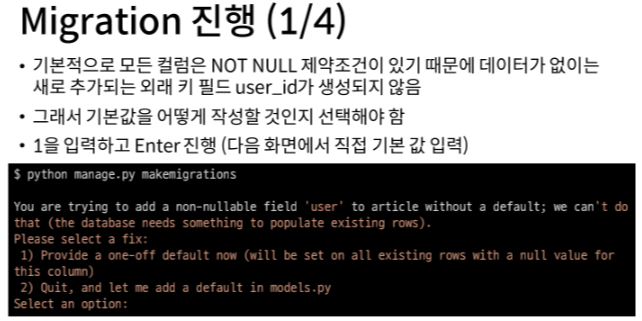 Migration 진행 (1/4)
• 기본적으로 모든 컬럼은 NOT NULL 제약조건이 있기 때문에 데이터가 없이는
새로 추가되는 외래 키 필드 user_id가 생성되지 않음
• 그래서 기본값을 어떻게 작성할 것인지 선택해야 함
• 1을 입력하고 Enter 진행 (다음 화면에서 직접 기본 값 입력)
$ python manage.py makemigrations
You are trying to add a non-nullable field 'user' to article without a default; we can't do
that (the database needs something to populate existing rows).
Please select a fix:
1) Provide a one-off default now (will be set on all existing rows with a null value for
this column)
2) Quit, and let me add a default in models.py
Select an option: